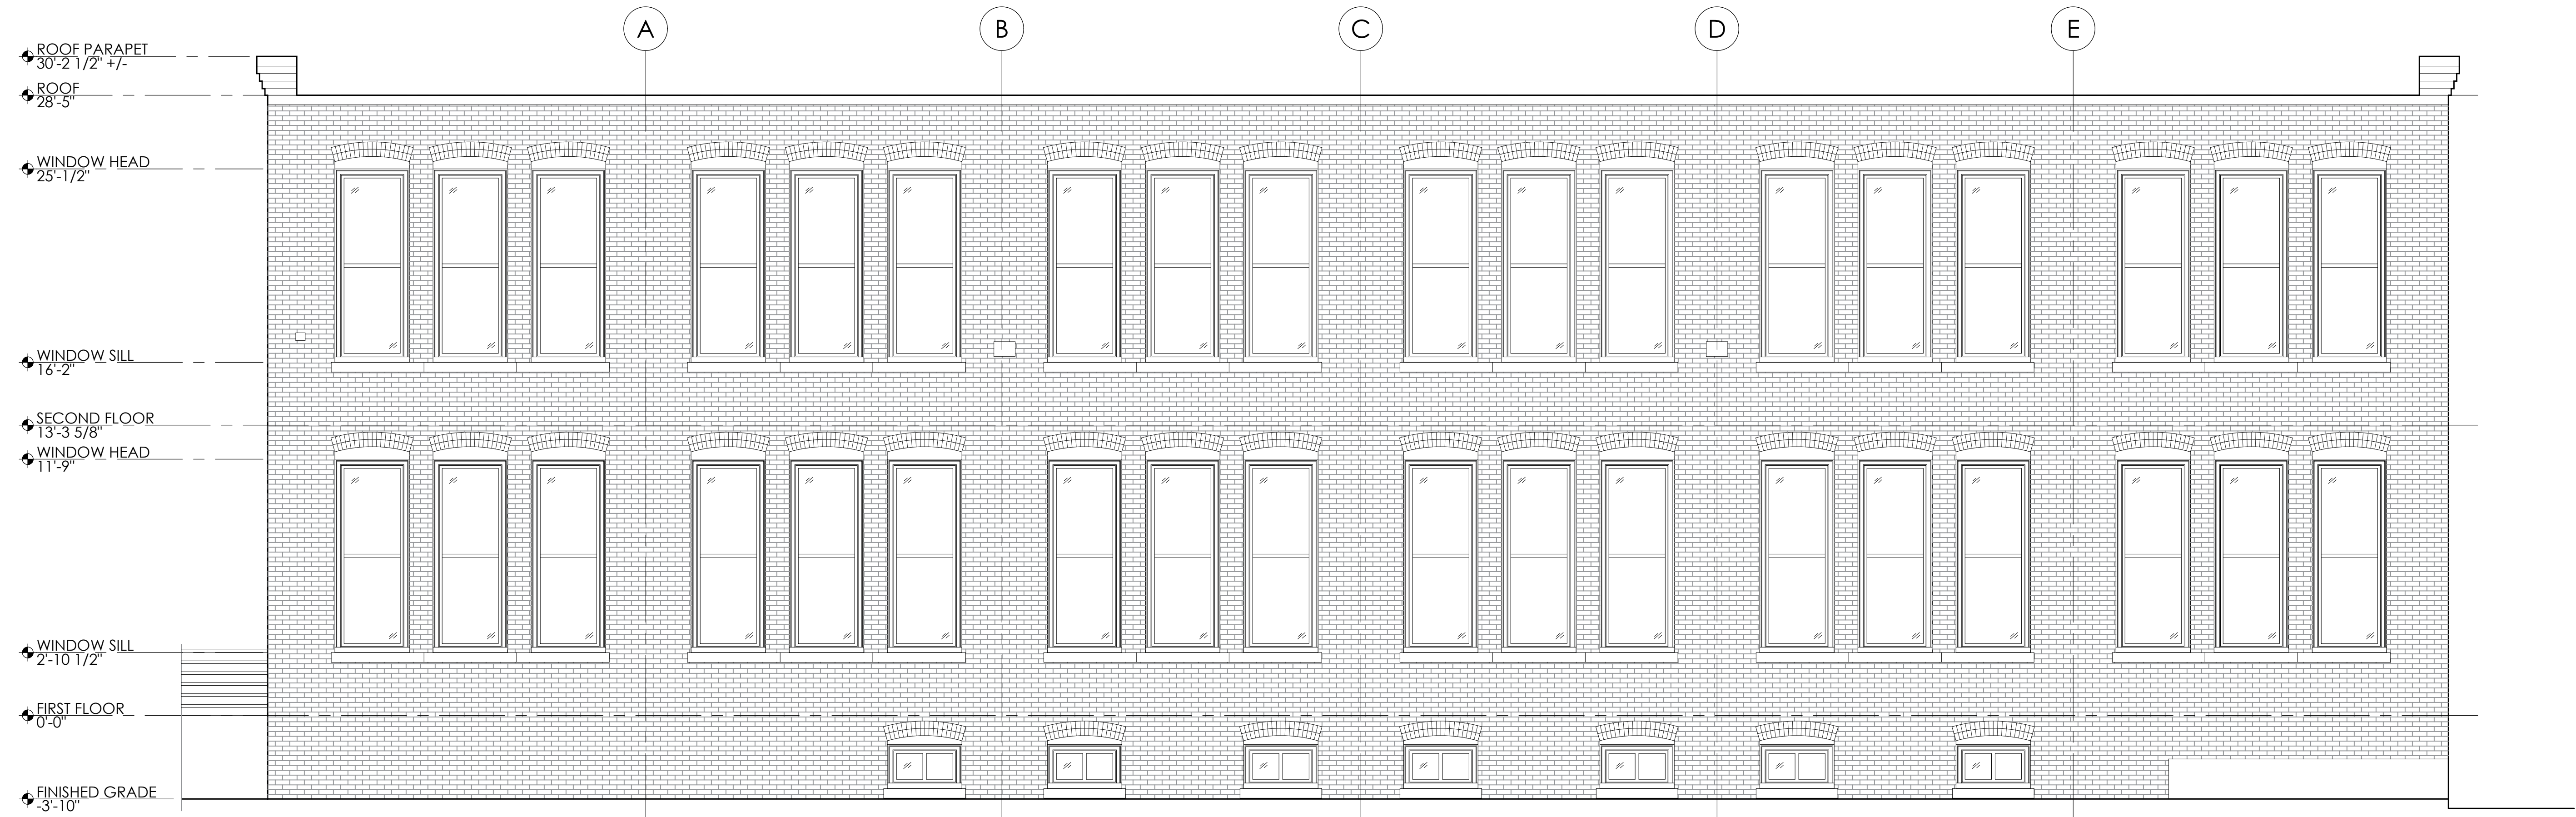 A
B
C
D
E
ROOF PARAPET
30'-2 1/2" +/-
ROOF
28'-5"
WINDOW HEAD
25'-1/2"
WINDOW SILL
16'-2"
SECOND FLOOR
13'-3 5/8"
WINDOW HEAD
11'-9"
WINDOW SILL
2'-10 1/2"
FIRST FLOOR
0'-0"
FINISHED GRADE
-3'-10"